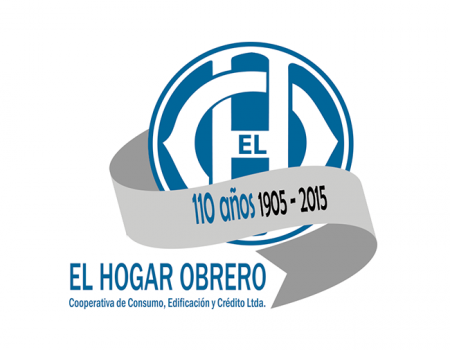 EL
110 años 1905 - 2015
EL HOGAR OBRERO
Cooperativa de Consumo, Edificación y Crédito Ltda.